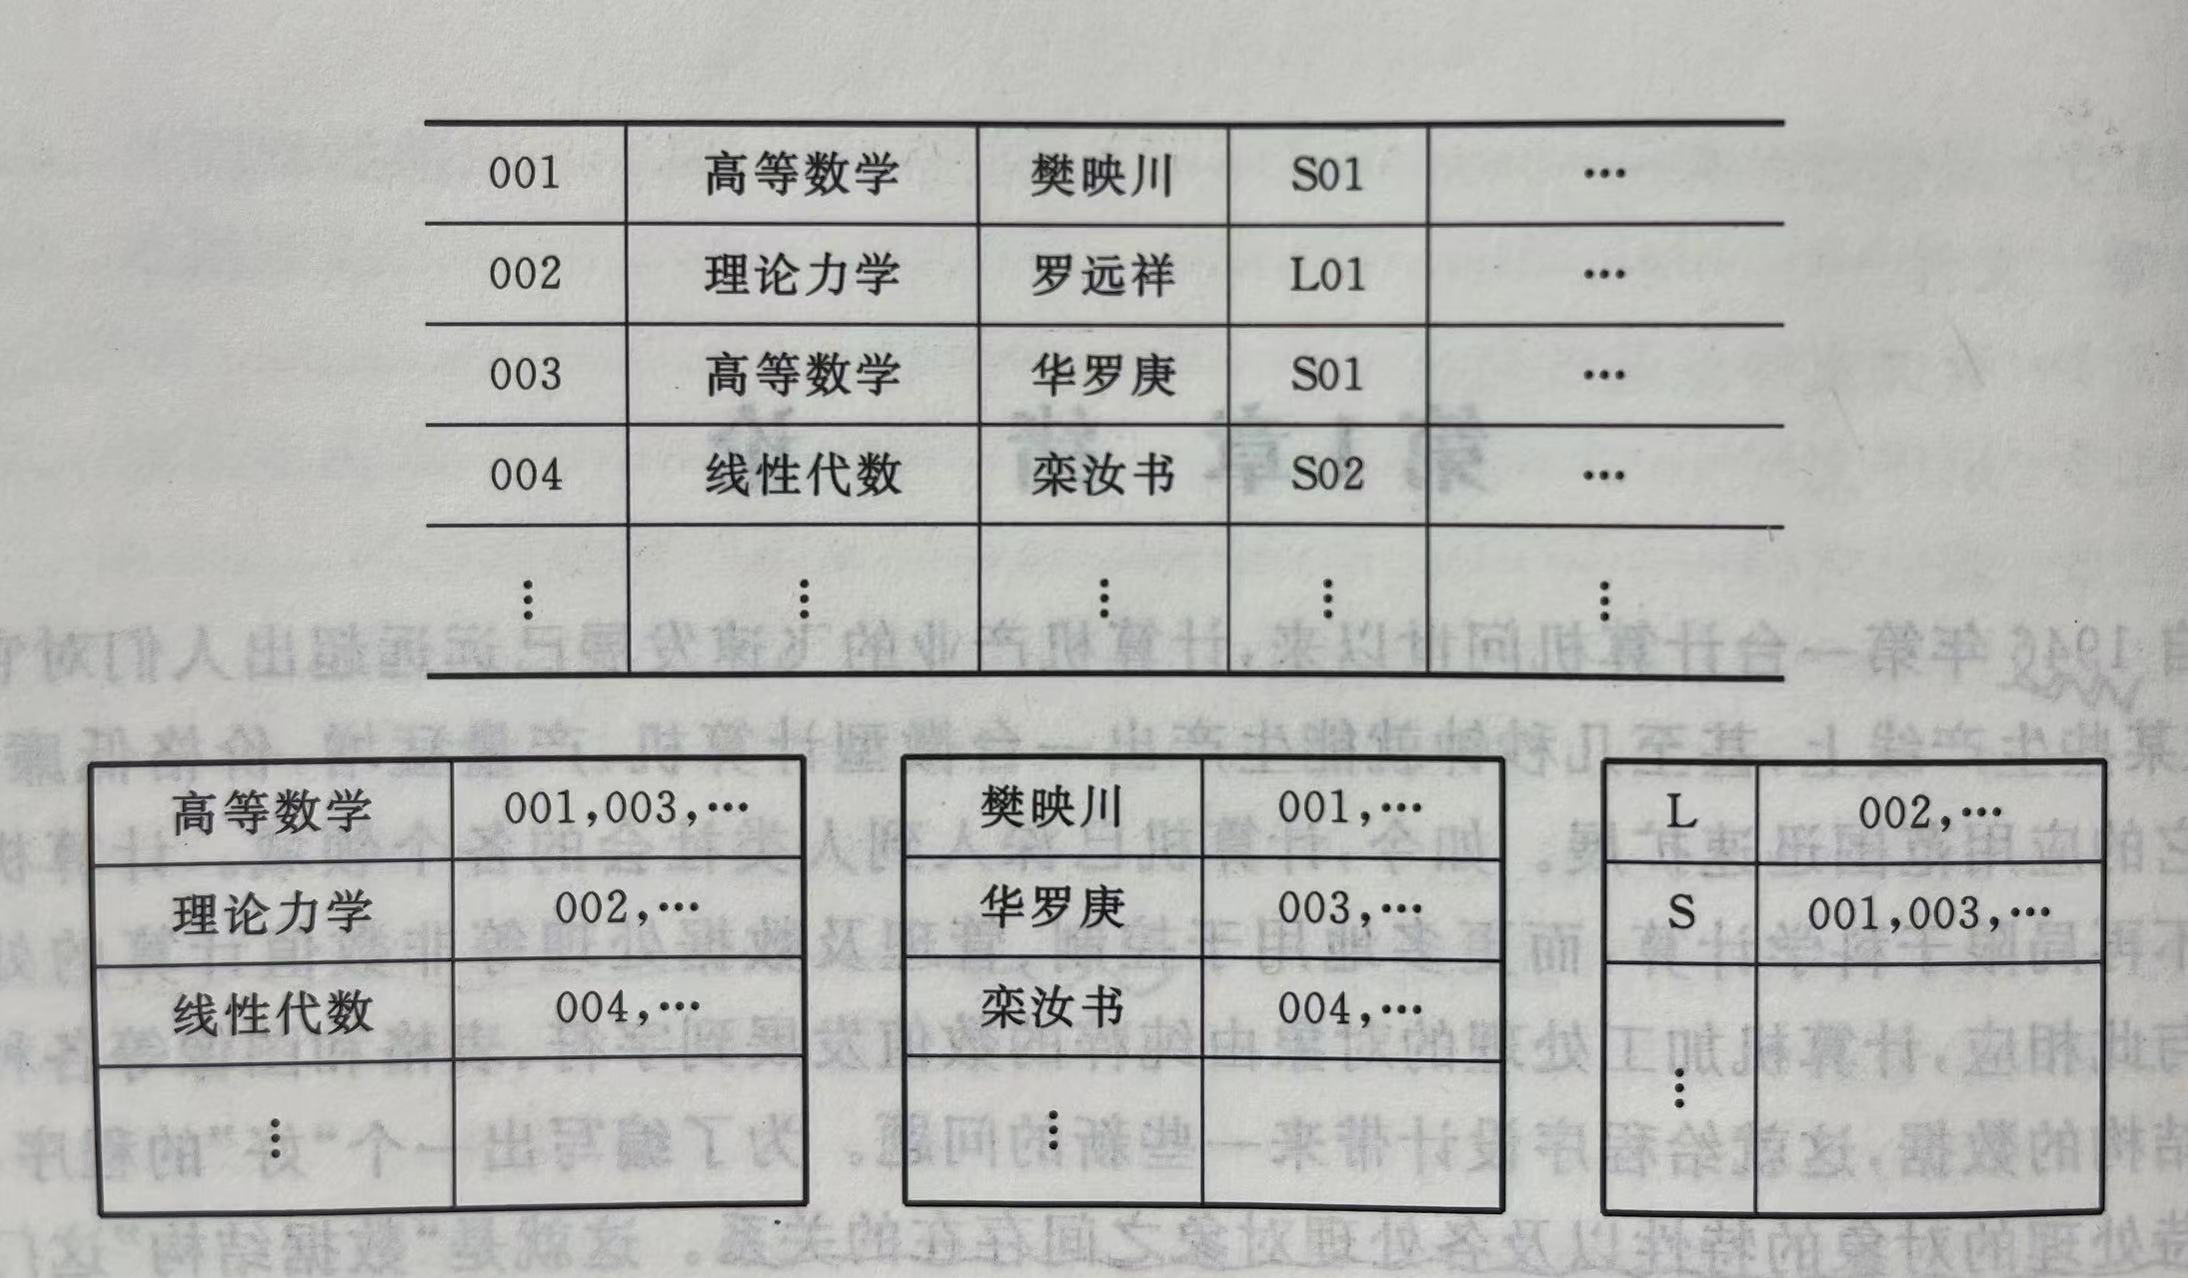 001 高等数学 樊映川 S01 …
002 理论力学 罗远祥 L01 …
003 高等数学 华罗庚 S01 …
004 线性代数 栾汝书 S02 …
⋮ ⋮ ⋮ ⋮ ⋮
高等数学 001,003,…
理论力学 002,…
线性代数 004,…
⋮
樊映川 001,…
华罗庚 003,…
栾汝书 004,…
⋮
L 002,…
S 001,003,…
⋮